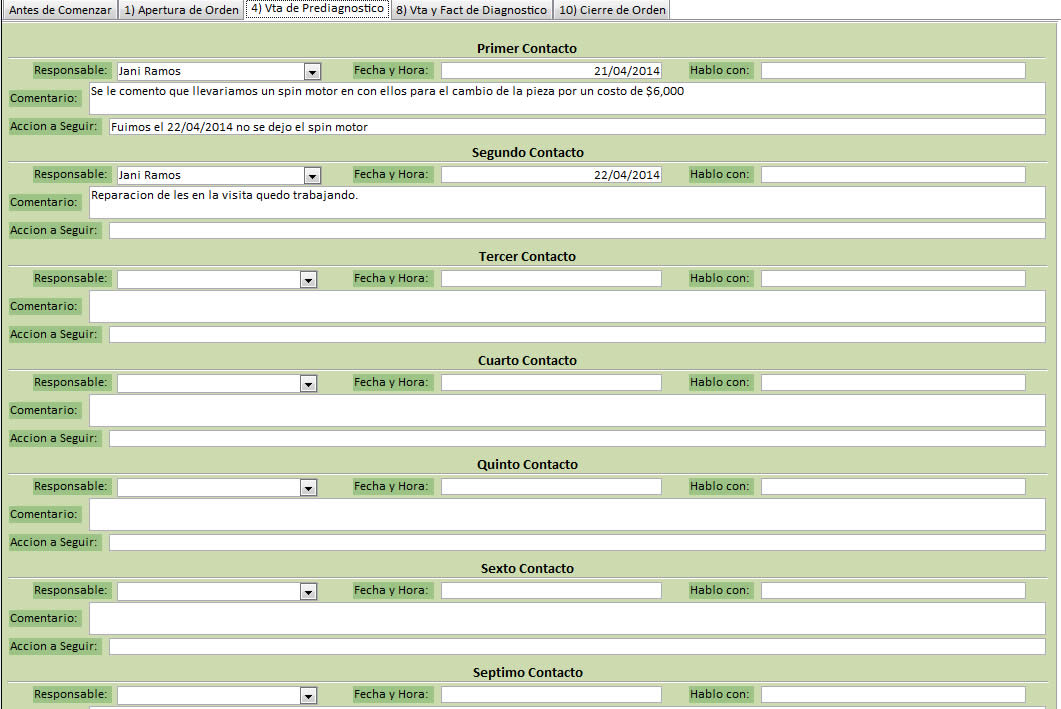 Antes de Comenzar 1) Apertura de Orden 4) Vta de Prediagnostico 8) Vta y Fact de Diagnostico 10) Cierre de Orden
Primer Contacto
Responsable: Jani Ramos Fecha y Hora: 21/04/2014 Hablo con:
Comentario: Se le comento que llevariamos un spin motor en con ellos para el cambio de la pieza por un costo de $6,000
Accion a Seguir: Fuimos el 22/04/2014 no se dejo el spin motor
Segundo Contacto
Responsable: Jani Ramos Fecha y Hora: 22/04/2014 Hablo con:
Comentario: Reparacion de les en la visita quedo trabajando.
Accion a Seguir:
Tercer Contacto
Responsable: Fecha y Hora: Hablo con:
Comentario:
Accion a Seguir:
Cuarto Contacto
Responsable: Fecha y Hora: Hablo con:
Comentario:
Accion a Seguir:
Quinto Contacto
Responsable: Fecha y Hora: Hablo con:
Comentario:
Accion a Seguir:
Sexto Contacto
Responsable: Fecha y Hora: Hablo con:
Comentario:
Accion a Seguir:
Septimo Contacto
Responsable: Fecha y Hora: Hablo con: